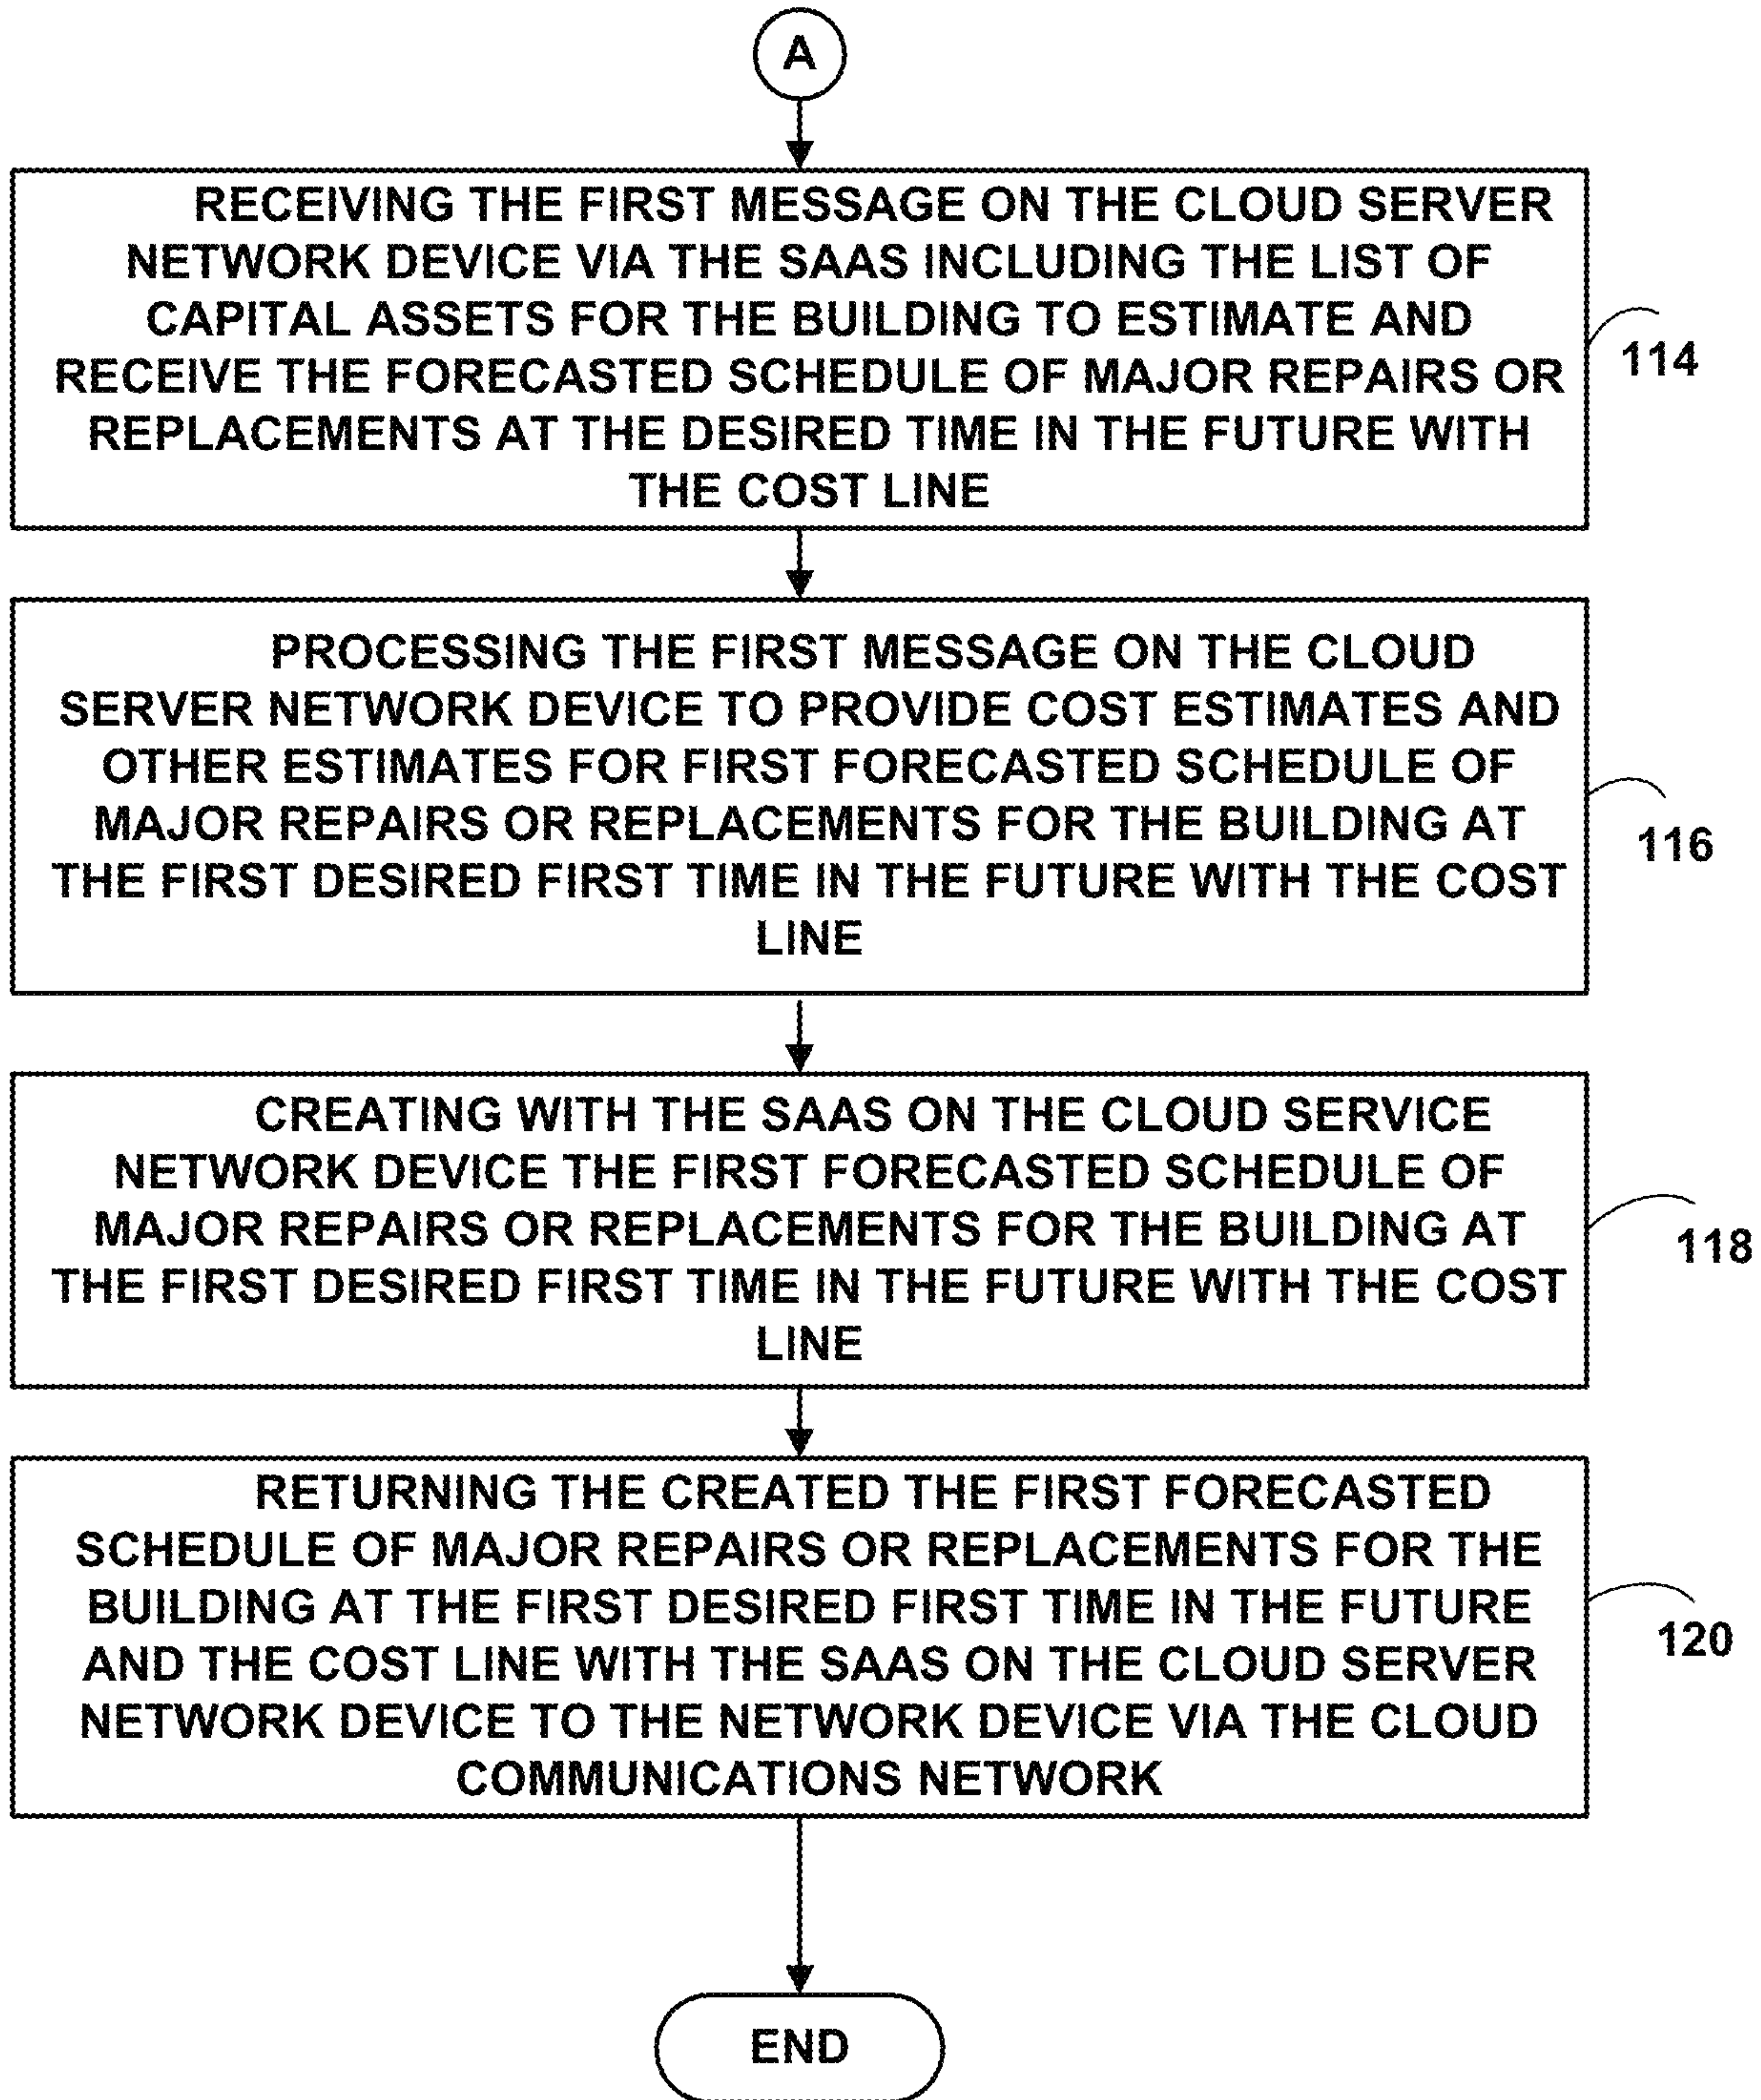 A
RECEIVING THE FIRST MESSAGE ON THE CLOUD SERVER
NETWORK DEVICE VIA THE SAAS INCLUDING THE LIST OF
CAPITAL ASSETS FOR THE BUILDING TO ESTIMATE AND
RECEIVE THE FORECASTED SCHEDULE OF MAJOR REPAIRS OR
REPLACEMENTS AT THE DESIRED TIME IN THE FUTURE WITH
THE COST LINE
114
PROCESSING THE FIRST MESSAGE ON THE CLOUD
SERVER NETWORK DEVICE TO PROVIDE COST ESTIMATES AND
OTHER ESTIMATES FOR FIRST FORECASTED SCHEDULE OF
MAJOR REPAIRS OR REPLACEMENTS FOR THE BUILDING AT
THE FIRST DESIRED FIRST TIME IN THE FUTURE WITH THE COST
LINE
116
CREATING WITH THE SAAS ON THE CLOUD SERVICE
NETWORK DEVICE THE FIRST FORECASTED SCHEDULE OF
MAJOR REPAIRS OR REPLACEMENTS FOR THE BUILDING AT
THE FIRST DESIRED FIRST TIME IN THE FUTURE WITH THE COST
LINE
118
RETURNING THE CREATED THE FIRST FORECASTED
SCHEDULE OF MAJOR REPAIRS OR REPLACEMENTS FOR THE
BUILDING AT THE FIRST DESIRED FIRST TIME IN THE FUTURE
AND THE COST LINE WITH THE SAAS ON THE CLOUD SERVER
NETWORK DEVICE TO THE NETWORK DEVICE VIA THE CLOUD
COMMUNICATIONS NETWORK
120
END